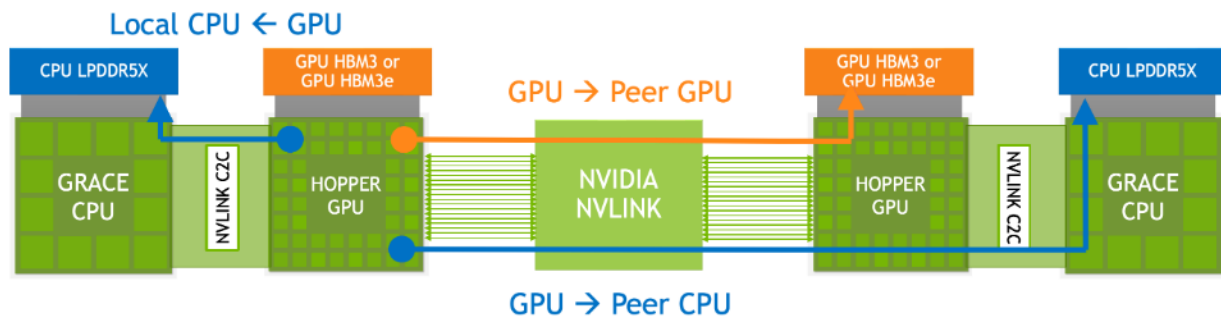 Local CPU ← GPU
CPU LPDDR5X
GPU HBM3 or
GPU HBM3e
GPU → Peer GPU
GPU HBM3 or
GPU HBM3e
CPU LPDDR5X
GRACE
CPU
NVLINK C2C
HOPPER
GPU
NVIDIA
NVLINK
HOPPER
GPU
NVLINK C2C
GRACE
CPU
GPU → Peer CPU